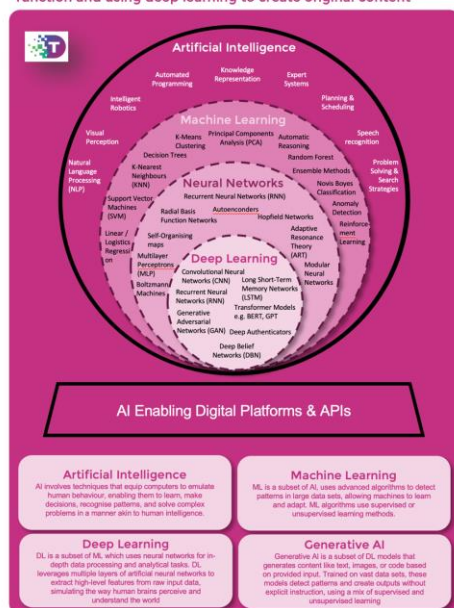 function and using deep learning to create original content
T
Artificial Intelligence
Automated
Programming
Knowledge
Representation
Expert
Systems
Intelligent
Robotics
Planning &
Scheduling
Visual
Perception
Speech
recognition
Natural
Language
Processing
(NLP)
Problem
Solving &
Search
Strategies
Machine Learning
K-Means
Clustering
Principal Components
Analysis (PCA)
Automatic
Reasoning
Decision Trees
Random Forest
K-Nearest
Neighbours
(KNN)
Ensemble Methods
Novis Boyes
Classification
Support Vector
Machines
(SVM)
Anomaly
Detection
Linear /
Logistics
Regressi
on
Reinforce-
ment
Learning
Neural Networks
Recurrent Neural Networks (RNN)
Radial Basis
Function Networks
Autoenconders
Hopfield Networks
Self-Organising
maps
Adaptive
Resonance
Theory
(ART)
Multilayer
Perceptrons
(MLP)
Modular
Neural
Networks
Boltzmann
Machines
Deep Learning
Convolutional Neural
Networks (CNN)
Long Short-Term
Memory Networks
(LSTM)
Recurrent Neural
Networks (RNN)
Transformer Models
e.g. BERT, GPT
Generative
Adversarial
Networks (GAN)
Deep Authenticators
Deep Belief
Networks (DBN)
AI Enabling Digital Platforms & APIs
Artificial Intelligence
AI involves techniques that equip computers to emulate
human behaviour, enabling them to learn, make
decisions, recognise patterns, and solve complex
problems in a manner akin to human intelligence.
Machine Learning
ML is a subset of AI, uses advanced algorithms to detect
patterns in large data sets, allowing machines to learn
and adapt. ML algorithms use supervised or
unsupervised learning methods.
Deep Learning
DL is a subset of ML which uses neural networks for in-
depth data processing and analytical tasks. DL
leverages multiple layers of artificial neural networks to
extract high-level features from raw input data,
simulating the way human brains perceive and
understand the world
Generative AI
Generative AI is a subset of DL models that
generates content like text, images, or code based
on provided input. Trained on vast data sets, these
models detect patterns and create outputs without
explicit instruction, using a mix of supervised and
unsupervised learning